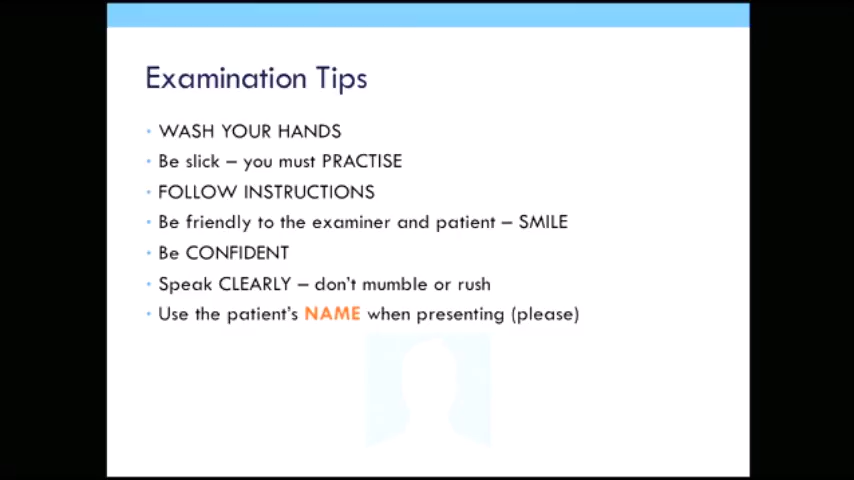 Examination Tips
• WASH YOUR HANDS
• Be slick – you must PRACTISE
• FOLLOW INSTRUCTIONS
• Be friendly to the examiner and patient – SMILE
• Be CONFIDENT
• Speak CLEARLY – don't mumble or rush
• Use the patient's NAME when presenting (please)